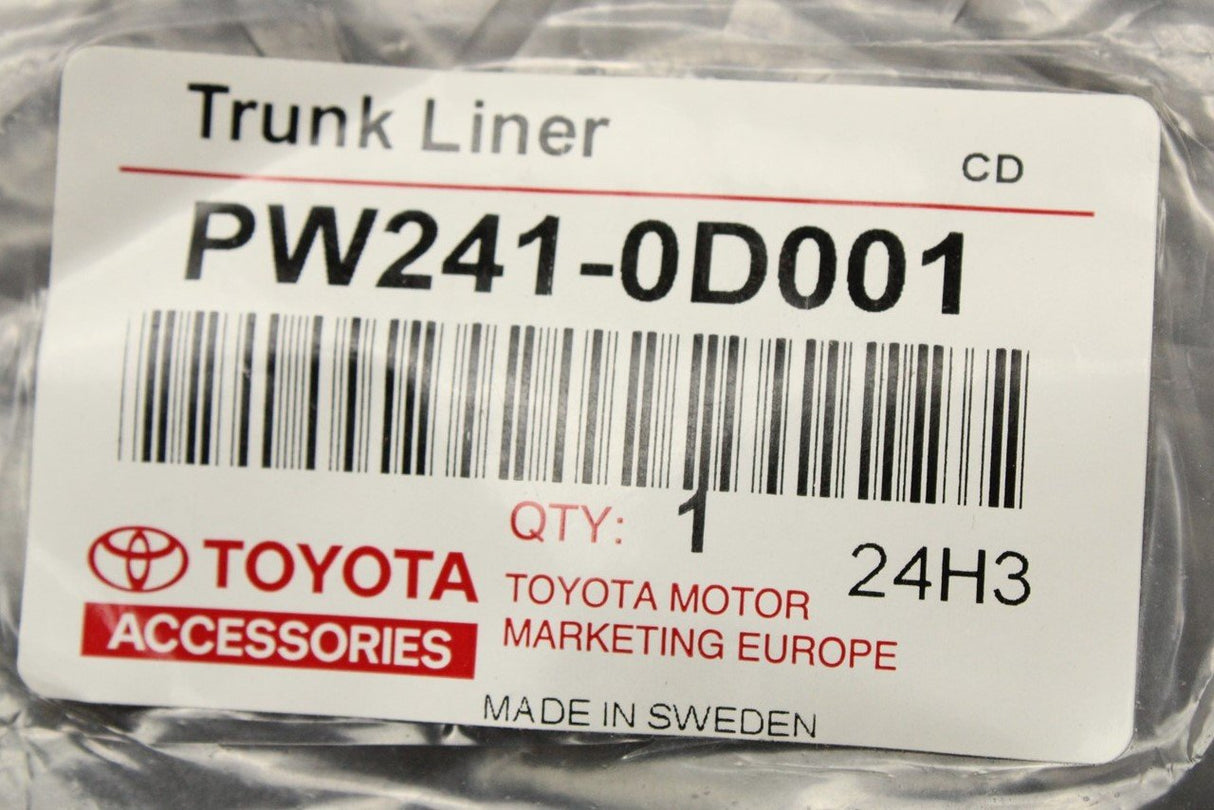 Trunk Liner
CD
PW241-0D001
QTY: 1
24H3
TOYOTA
ACCESSORIES
TOYOTA MOTOR
MARKETING EUROPE
MADE IN SWEDEN